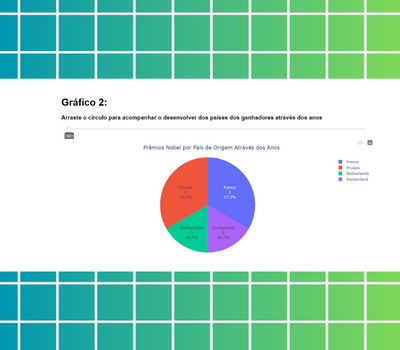 Gráfico 2:
Arraste o círculo para acompanhar o desenvolver dos países dos ganhadores através dos anos
1901
Prêmios Nobel por País de Origem Através dos Anos
France
Prussia
Netherlands
Switzerland
Prussia
2
33.3%
France
2
33.3%
Netherlands
1
16.7%
Switzerland
1
16.7%